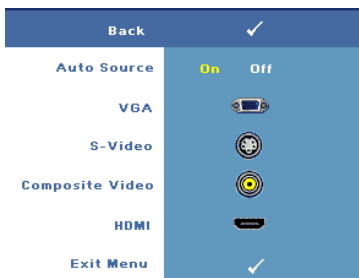 Back
Auto Source On Off
VGA
S-Video
Composite Video
HDMI
Exit Menu